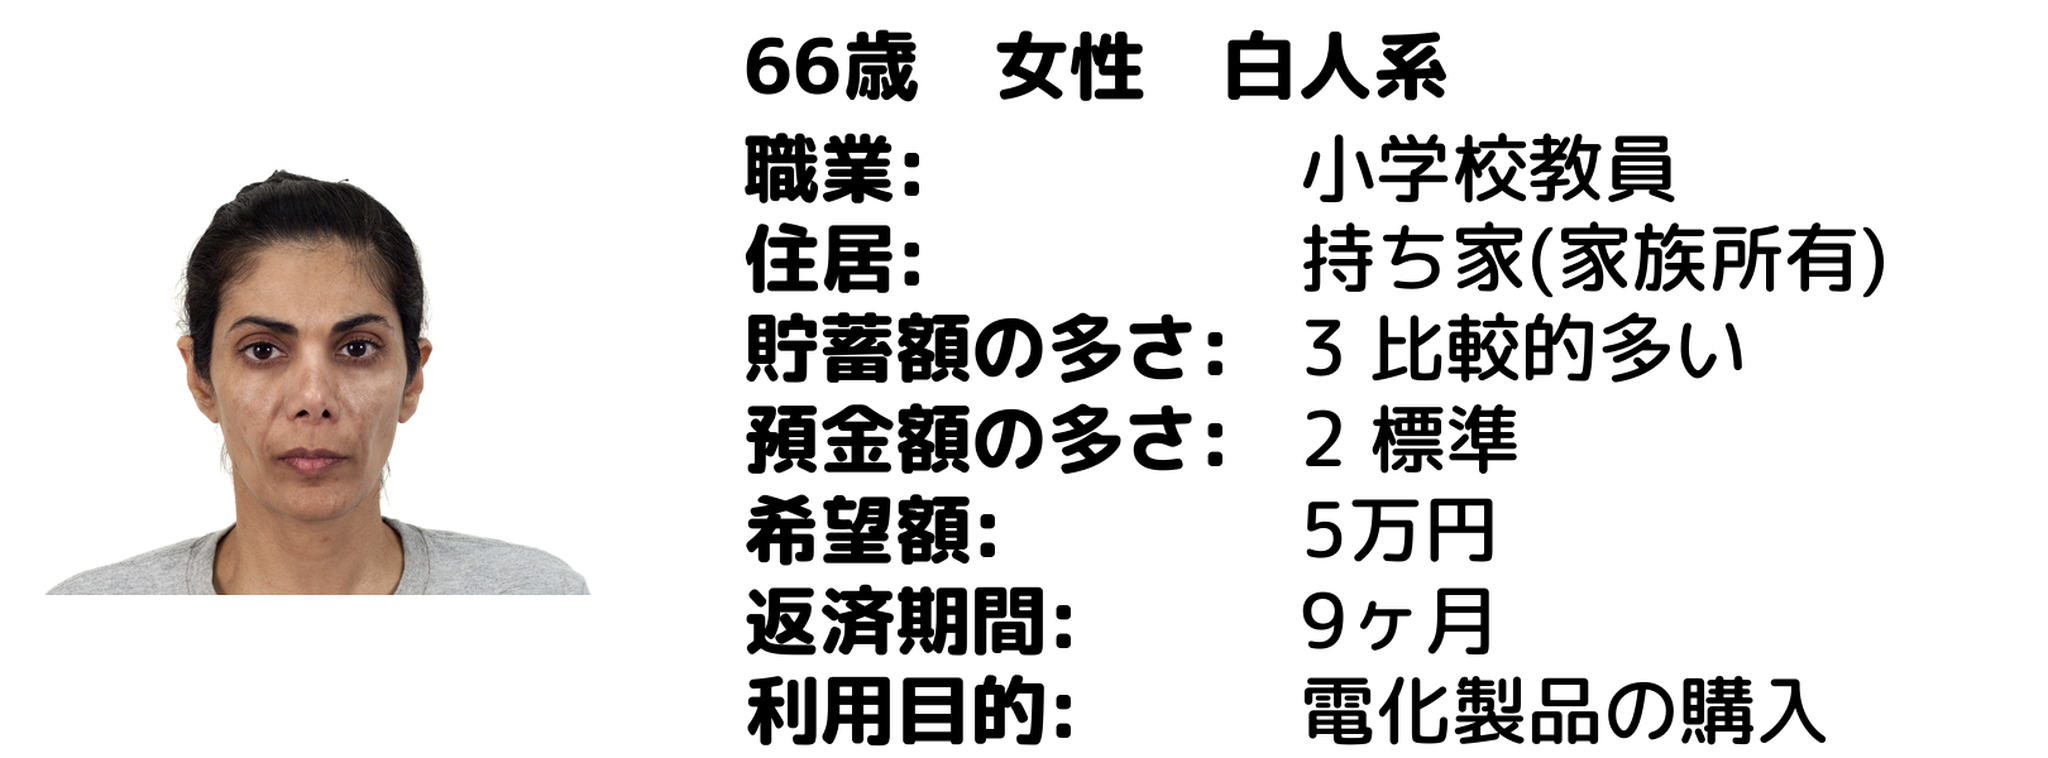 66歳　女性　白人系
職業: 小学校教員
住居: 持ち家(家族所有)
貯蓄額の多さ: 3 比較的多い
預金額の多さ: 2 標準
希望額: 5万円
返済期間: 9ヶ月
利用目的: 電化製品の購入